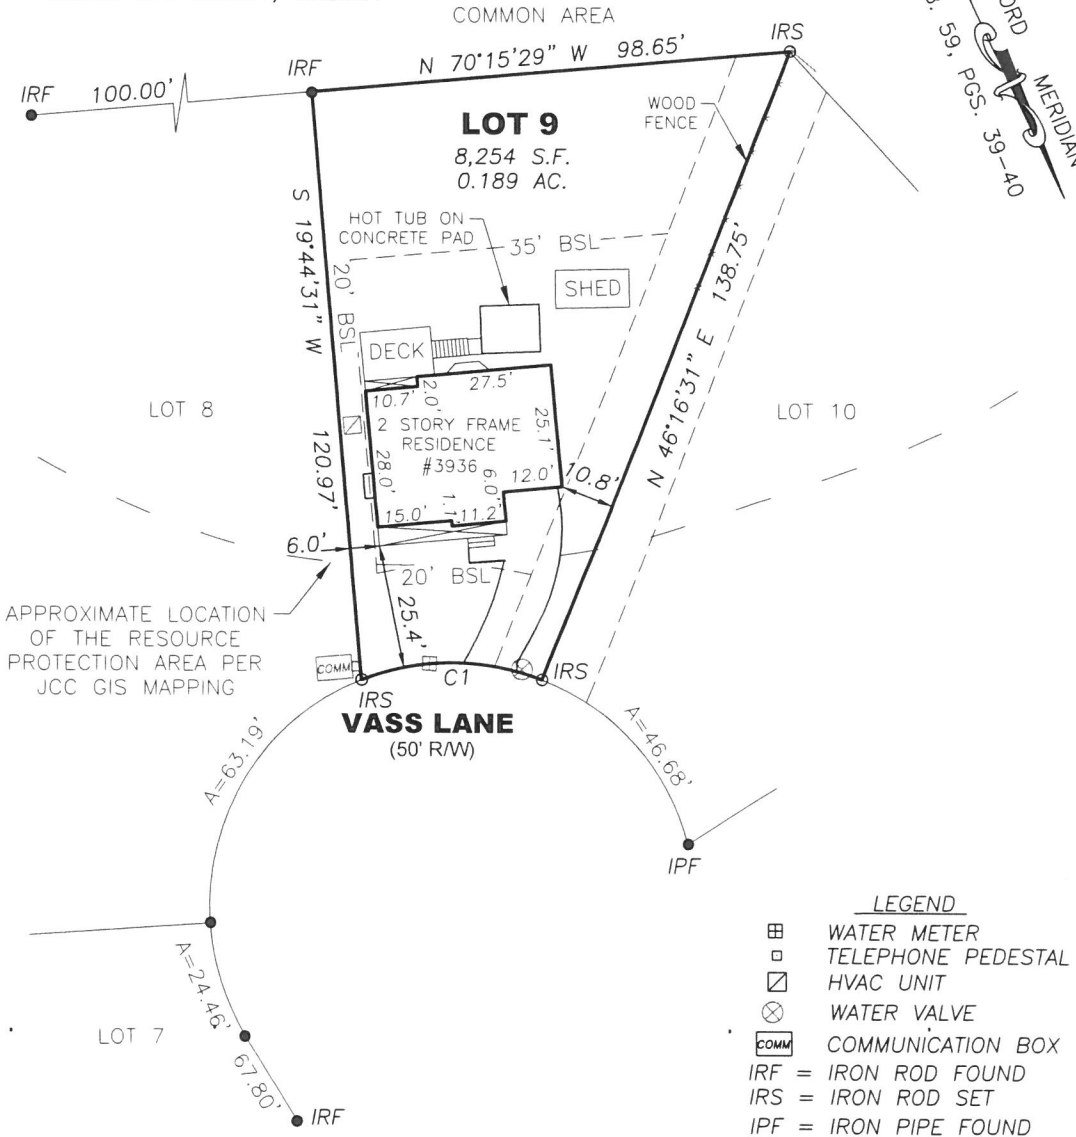 COMMON AREA
IRS
N 70°15'29" W 98.65'
IRF
IRF
100.00'
ORD
MERIDIAN
59, PGS. 39-40
WOOD
FENCE
LOT 9
8,254 S.F.
0.189 AC.
HOT TUB ON
CONCRETE PAD
S 19°44'31" W 120.97'
20' BSL
35' BSL
SHED
N 46°16'31" E 138.75'
DECK
27.5'
10.7'
2.0'
25.1'
LOT 8
2 STORY FRAME
RESIDENCE
#3936
LOT 10
28.0'
6.0'
12.0'
10.8'
15.0'
1.1'
11.2'
6.0'
20' BSL
25.4'
APPROXIMATE LOCATION
OF THE RESOURCE
PROTECTION AREA PER
JCC GIS MAPPING
COMM
C1
IRS
IRS
VASS LANE
(50' R/W)
A=63.19'
A=46.68'
IPF
A=24.46'
LOT 7
67.80'
IRF
LEGEND
WATER METER
TELEPHONE PEDESTAL
HVAC UNIT
WATER VALVE
COMM COMMUNICATION BOX
IRF = IRON ROD FOUND
IRS = IRON ROD SET
IPF = IRON PIPE FOUND